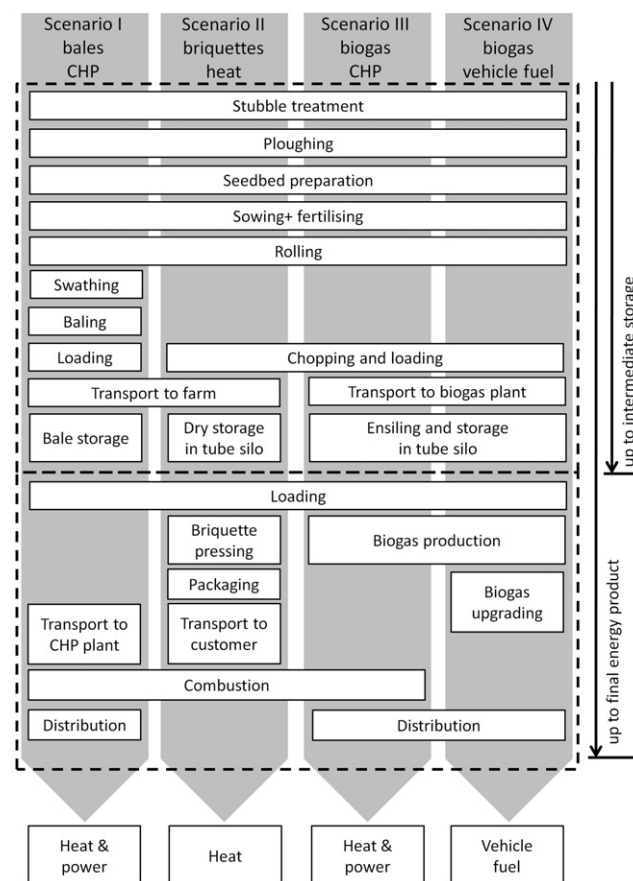 Scenario I
bales
CHP
Scenario II
briquettes
heat
Scenario III
biogas
CHP
Scenario IV
biogas
vehicle fuel
Stubble treatment
Ploughing
Seedbed preparation
Sowing+ fertilising
Rolling
Swathing
Baling
Loading
Chopping and loading
Transport to farm
Transport to biogas plant
Bale storage
Dry storage
in tube silo
Ensiling and storage
in tube silo
up to intermediate storage
Loading
Briquette
pressing
Biogas production
Packaging
Biogas
upgrading
Transport to
CHP plant
Transport to
customer
Combustion
Distribution
Distribution
up to final energy product
Heat &
power
Heat
Heat &
power
Vehicle
fuel